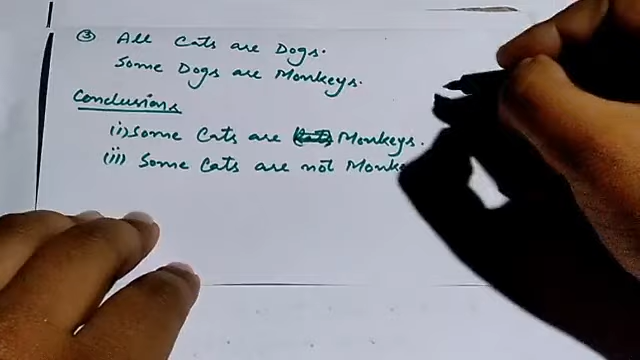 ③ All Cats are Dogs.
Some Dogs are Monkeys.
Conclusions
(i) Some Cats are Monkeys.
(ii) Some Cats are not